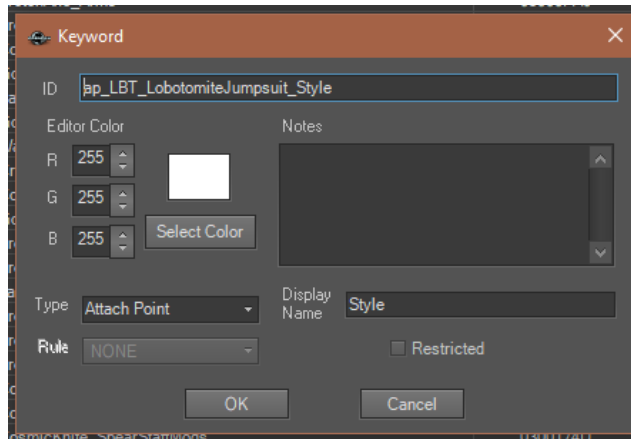 Keyword
ID ap_LBT_LobotomiteJumpsuit_Style
Editor Color Notes
R 255
G 255
B 255 Select Color
Type Attach Point Display Name Style
Rule NONE Restricted
OK Cancel